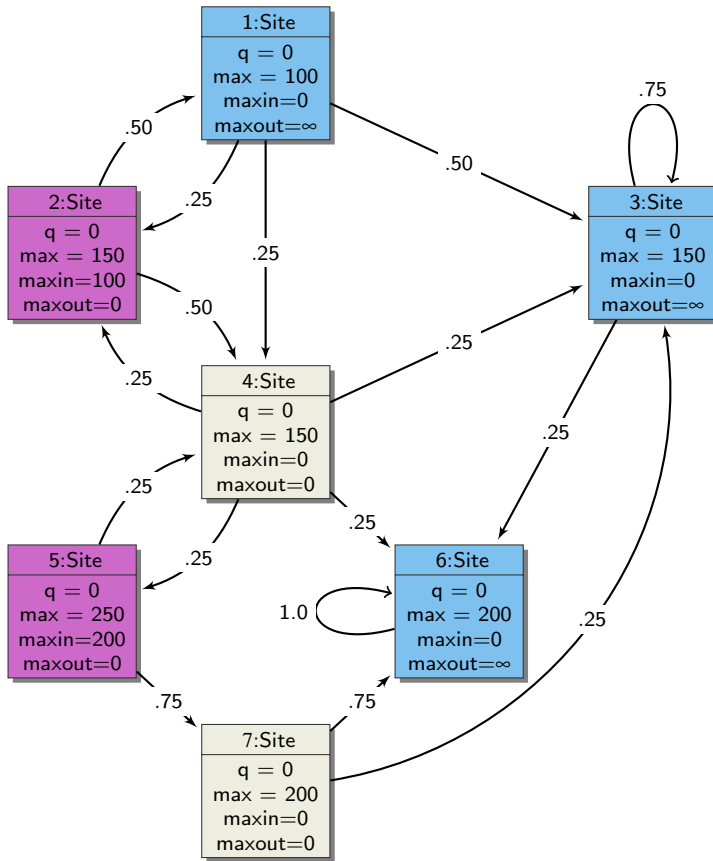 1:Site
q = 0
max = 100
maxin=0
maxout=∞
.75
.50
.50
.25
2:Site
q = 0
max = 150
maxin=100
maxout=0
3:Site
q = 0
max = 150
maxin=0
maxout=∞
.25
.50
.25
.25
4:Site
q = 0
max = 150
maxin=0
maxout=0
.25
.25
.25
.25
5:Site
q = 0
max = 250
maxin=200
maxout=0
6:Site
q = 0
max = 200
maxin=0
maxout=∞
1.0
.25
.75
.75
7:Site
q = 0
max = 200
maxin=0
maxout=0